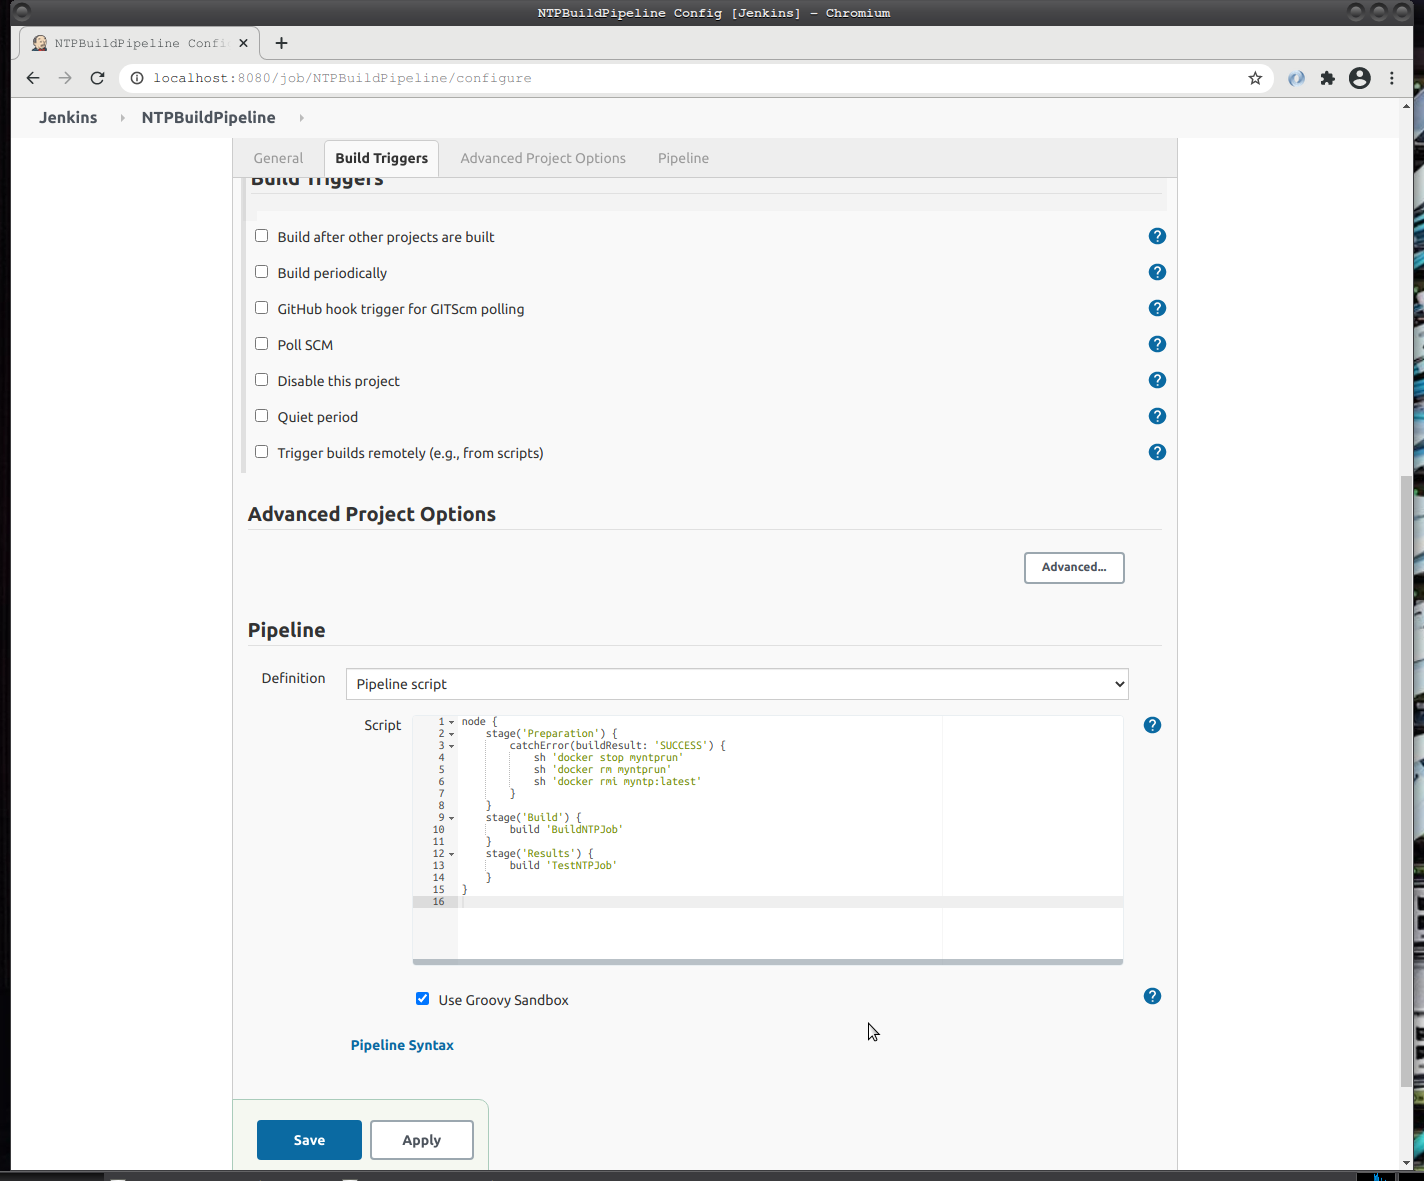 NTPBuildPipeline Config [Jenkins] - Chromium
NTPBuildPipeline Confi
localhost:8080/job/NTPBuildPipeline/configure
Jenkins NTPBuildPipeline
General Build Triggers Advanced Project Options Pipeline
Build Triggers
Build after other projects are built
Build periodically
GitHub hook trigger for GITScm polling
Poll SCM
Disable this project
Quiet period
Trigger builds remotely (e.g., from scripts)
Advanced Project Options
Advanced...
Pipeline
Definition Pipeline script
Script
1 node {
2 stage('Preparation') {
3 catchError(buildResult: 'SUCCESS') {
4 sh 'docker stop myntprun'
5 sh 'docker rm myntprun'
6 sh 'docker rmi myntp:latest'
7 }
8 }
9 stage('Build') {
10 build 'BuildNTPJob'
11 }
12 stage('Results') {
13 build 'TestNTPJob'
14 }
15 }
16
Use Groovy Sandbox
Pipeline Syntax
Save Apply